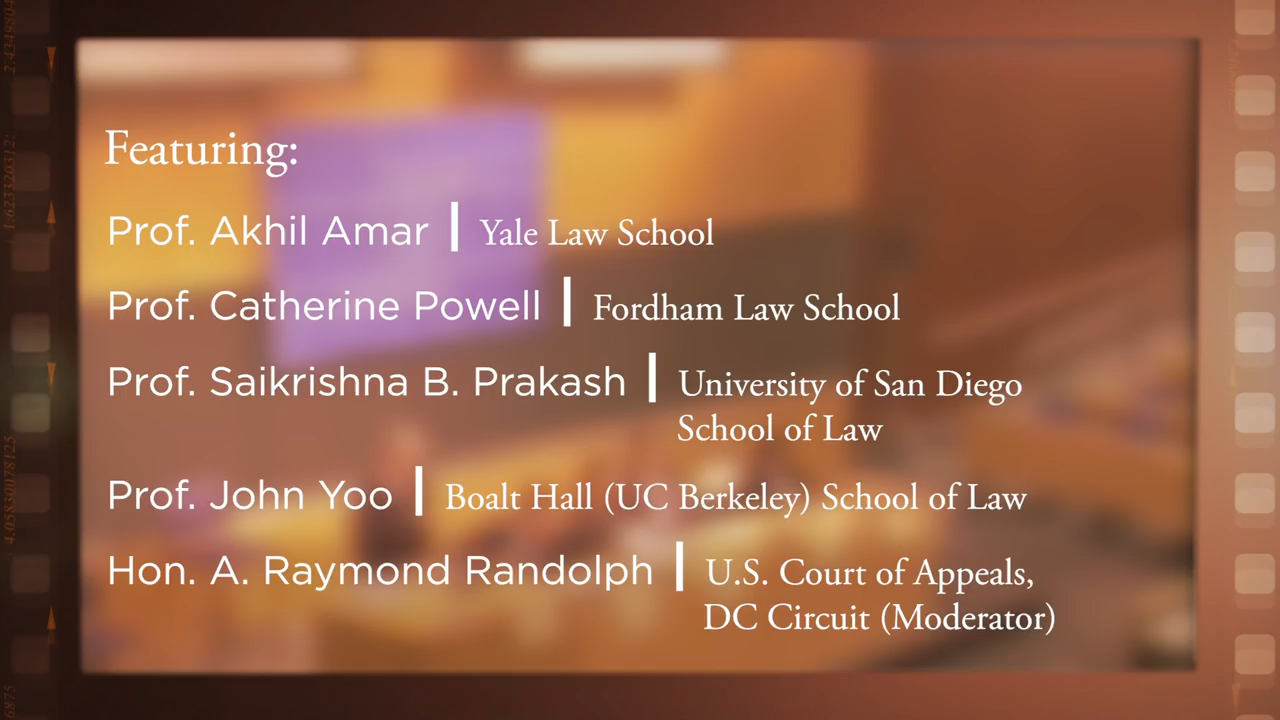 Featuring:
Prof. Akhil Amar | Yale Law School
Prof. Catherine Powell | Fordham Law School
Prof. Saikrishna B. Prakash | University of San Diego
School of Law
Prof. John Yoo | Boalt Hall (UC Berkeley) School of Law
Hon. A. Raymond Randolph | U.S. Court of Appeals,
DC Circuit (Moderator)